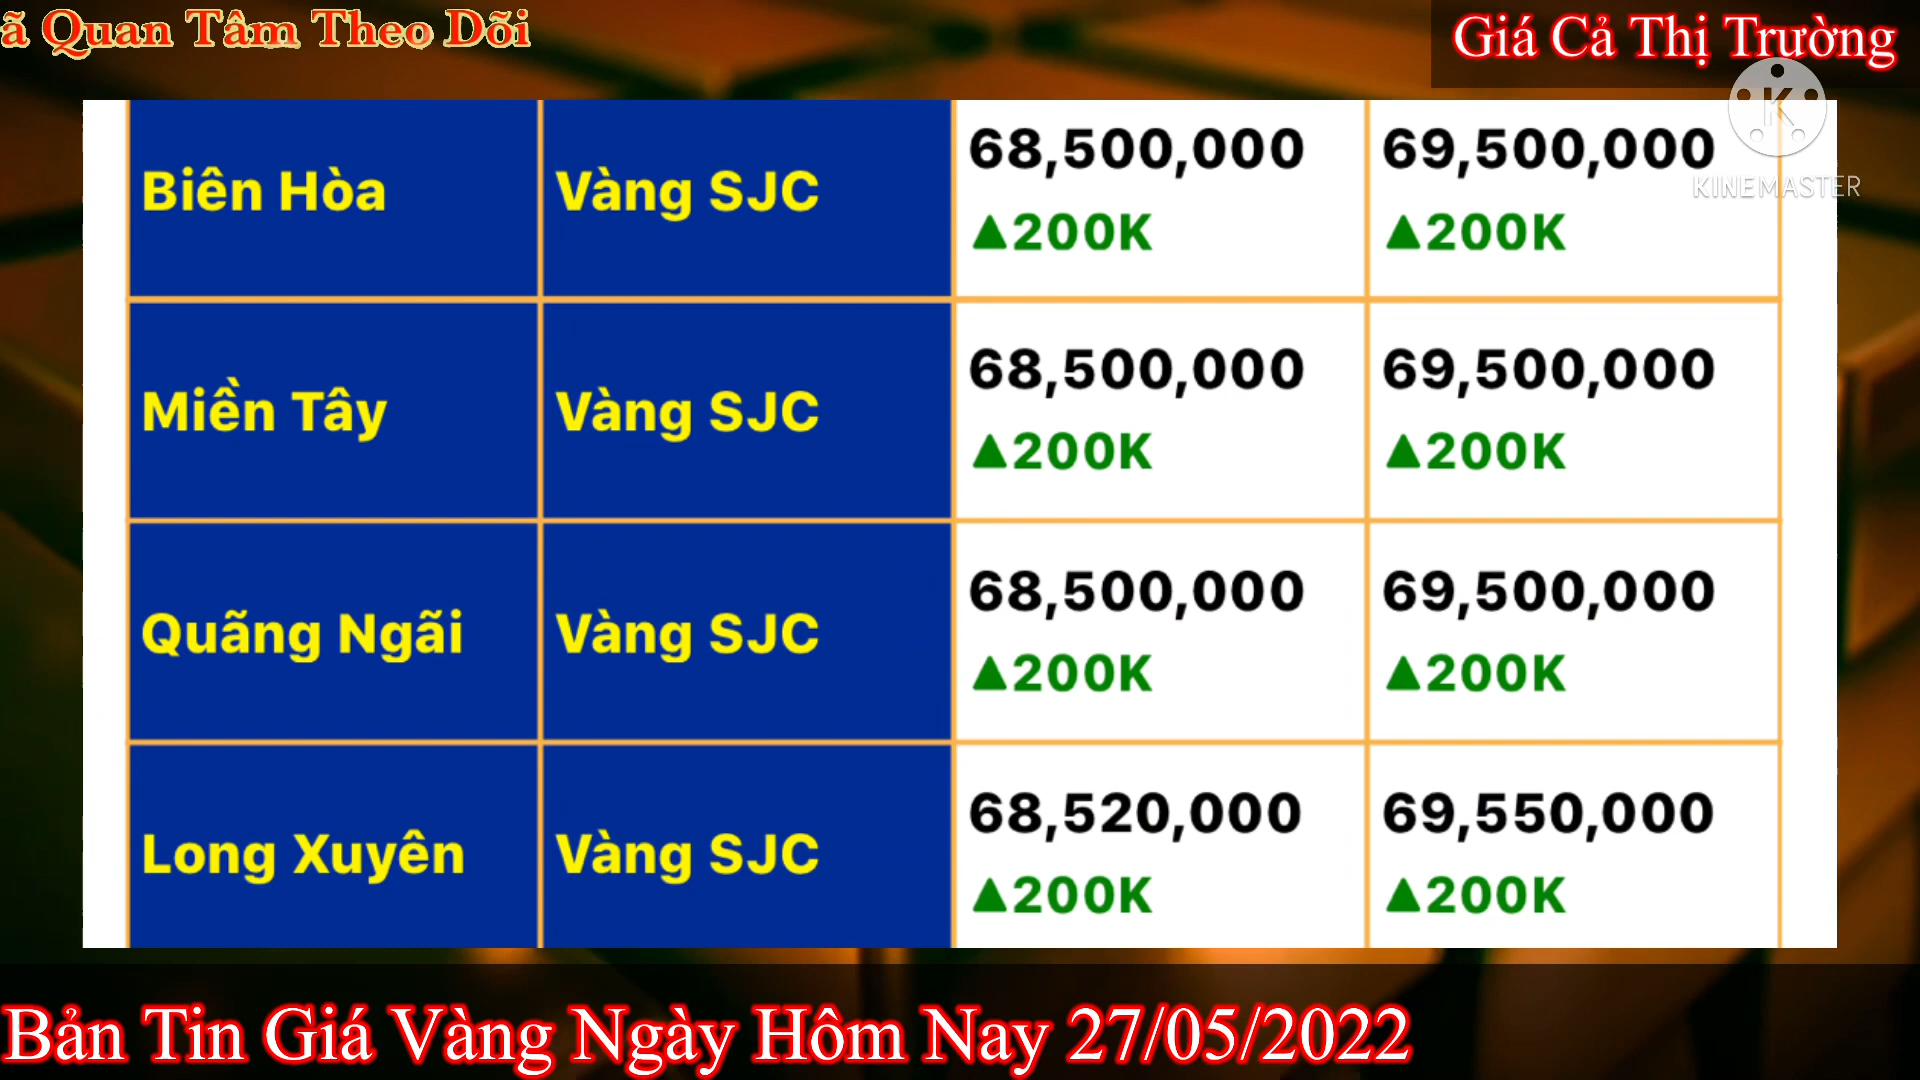 ã Quan Tâm Theo Dõi
Giá Cả Thị Trường
KINEMASTER
Biên Hòa Vàng SJC 68,500,000 69,500,000
▲200K ▲200K
Miền Tây Vàng SJC 68,500,000 69,500,000
▲200K ▲200K
Quãng Ngãi Vàng SJC 68,500,000 69,500,000
▲200K ▲200K
Long Xuyên Vàng SJC 68,520,000 69,550,000
▲200K ▲200K
Bản Tin Giá Vàng Ngày Hôm Nay 27/05/2022